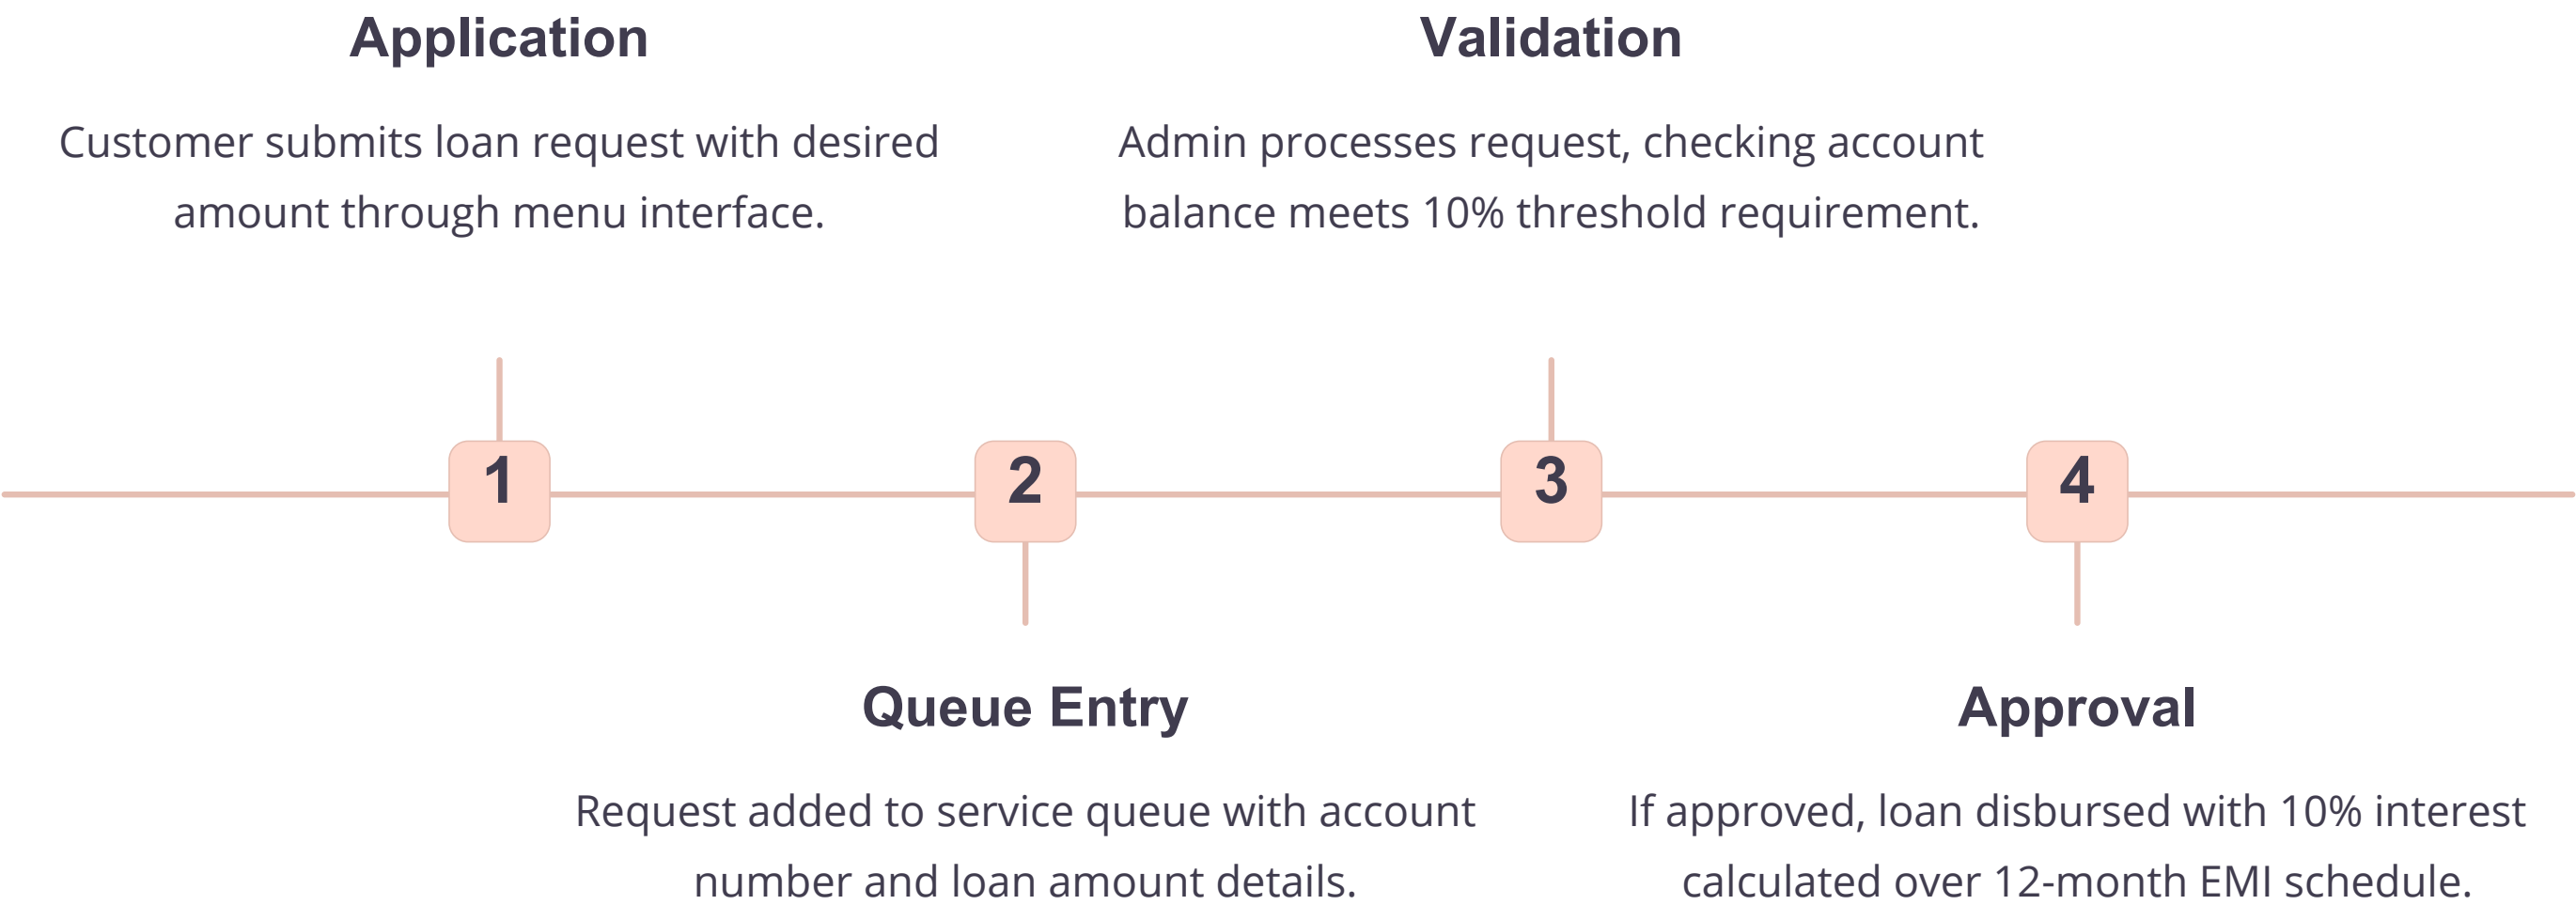 Application
Customer submits loan request with desired
amount through menu interface.
Validation
Admin processes request, checking account
balance meets 10% threshold requirement.
1
2
3
4
Queue Entry
Request added to service queue with account
number and loan amount details.
Approval
If approved, loan disbursed with 10% interest
calculated over 12-month EMI schedule.